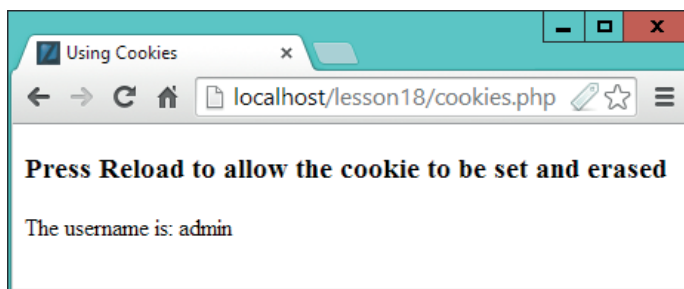 Using Cookies
localhost/lesson18/cookies.php
Press Reload to allow the cookie to be set and erased
The username is: admin